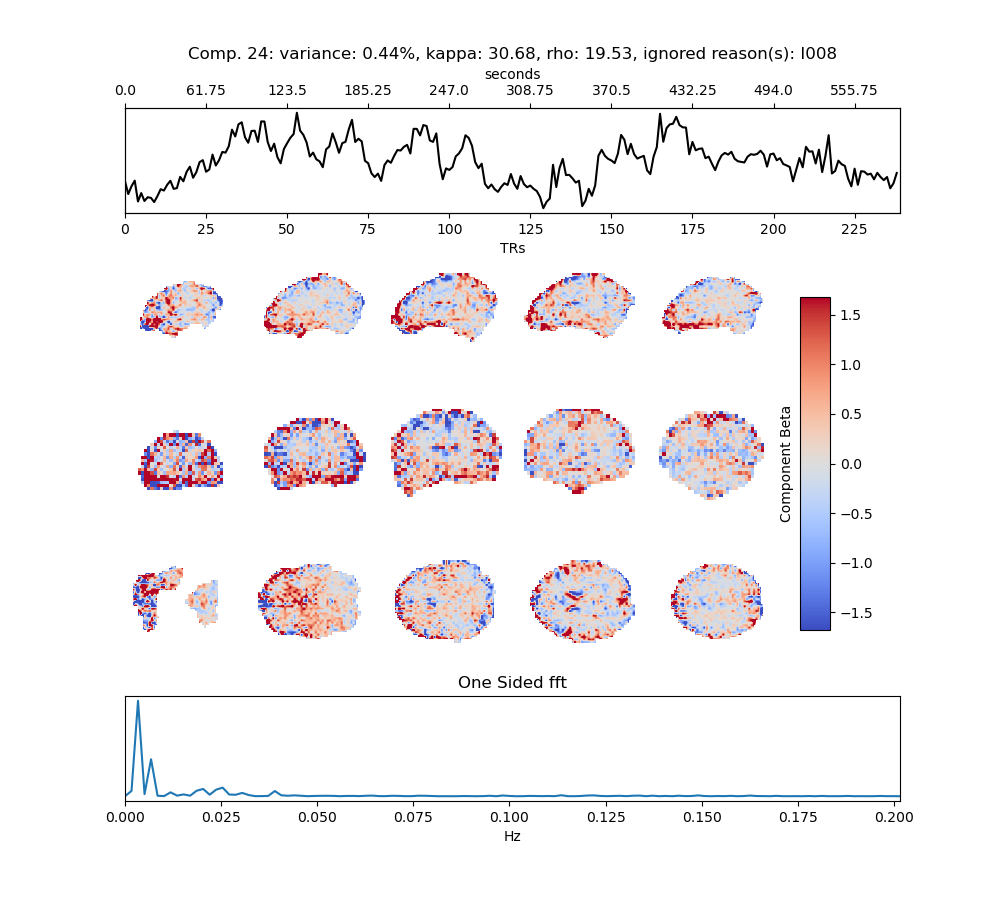 Comp. 24: variance: 0.44%, kappa: 30.68, rho: 19.53, ignored reason(s): I008
seconds
0.0 61.75 123.5 185.25 247.0 308.75 370.5 432.25 494.0 555.75
0 25 50 75 100 125 150 175 200 225
TRs
1.5
1.0
0.5
0.0
−0.5
−1.0
−1.5
Component Beta
One Sided fft
0.000 0.025 0.050 0.075 0.100 0.125 0.150 0.175 0.200
Hz